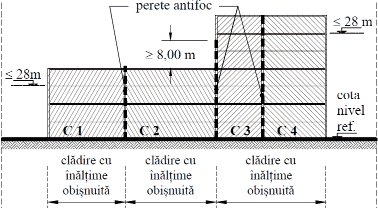 perete antifoc
≤ 28 m
≥ 8,00 m
≤ 28m
cota
nivel
ref.
C 1
C 2
C 3
C 4
clădire cu
înălțime
obișnuită
clădire cu
înălțime
obișnuită
clădire cu
înălțime
obișnuită